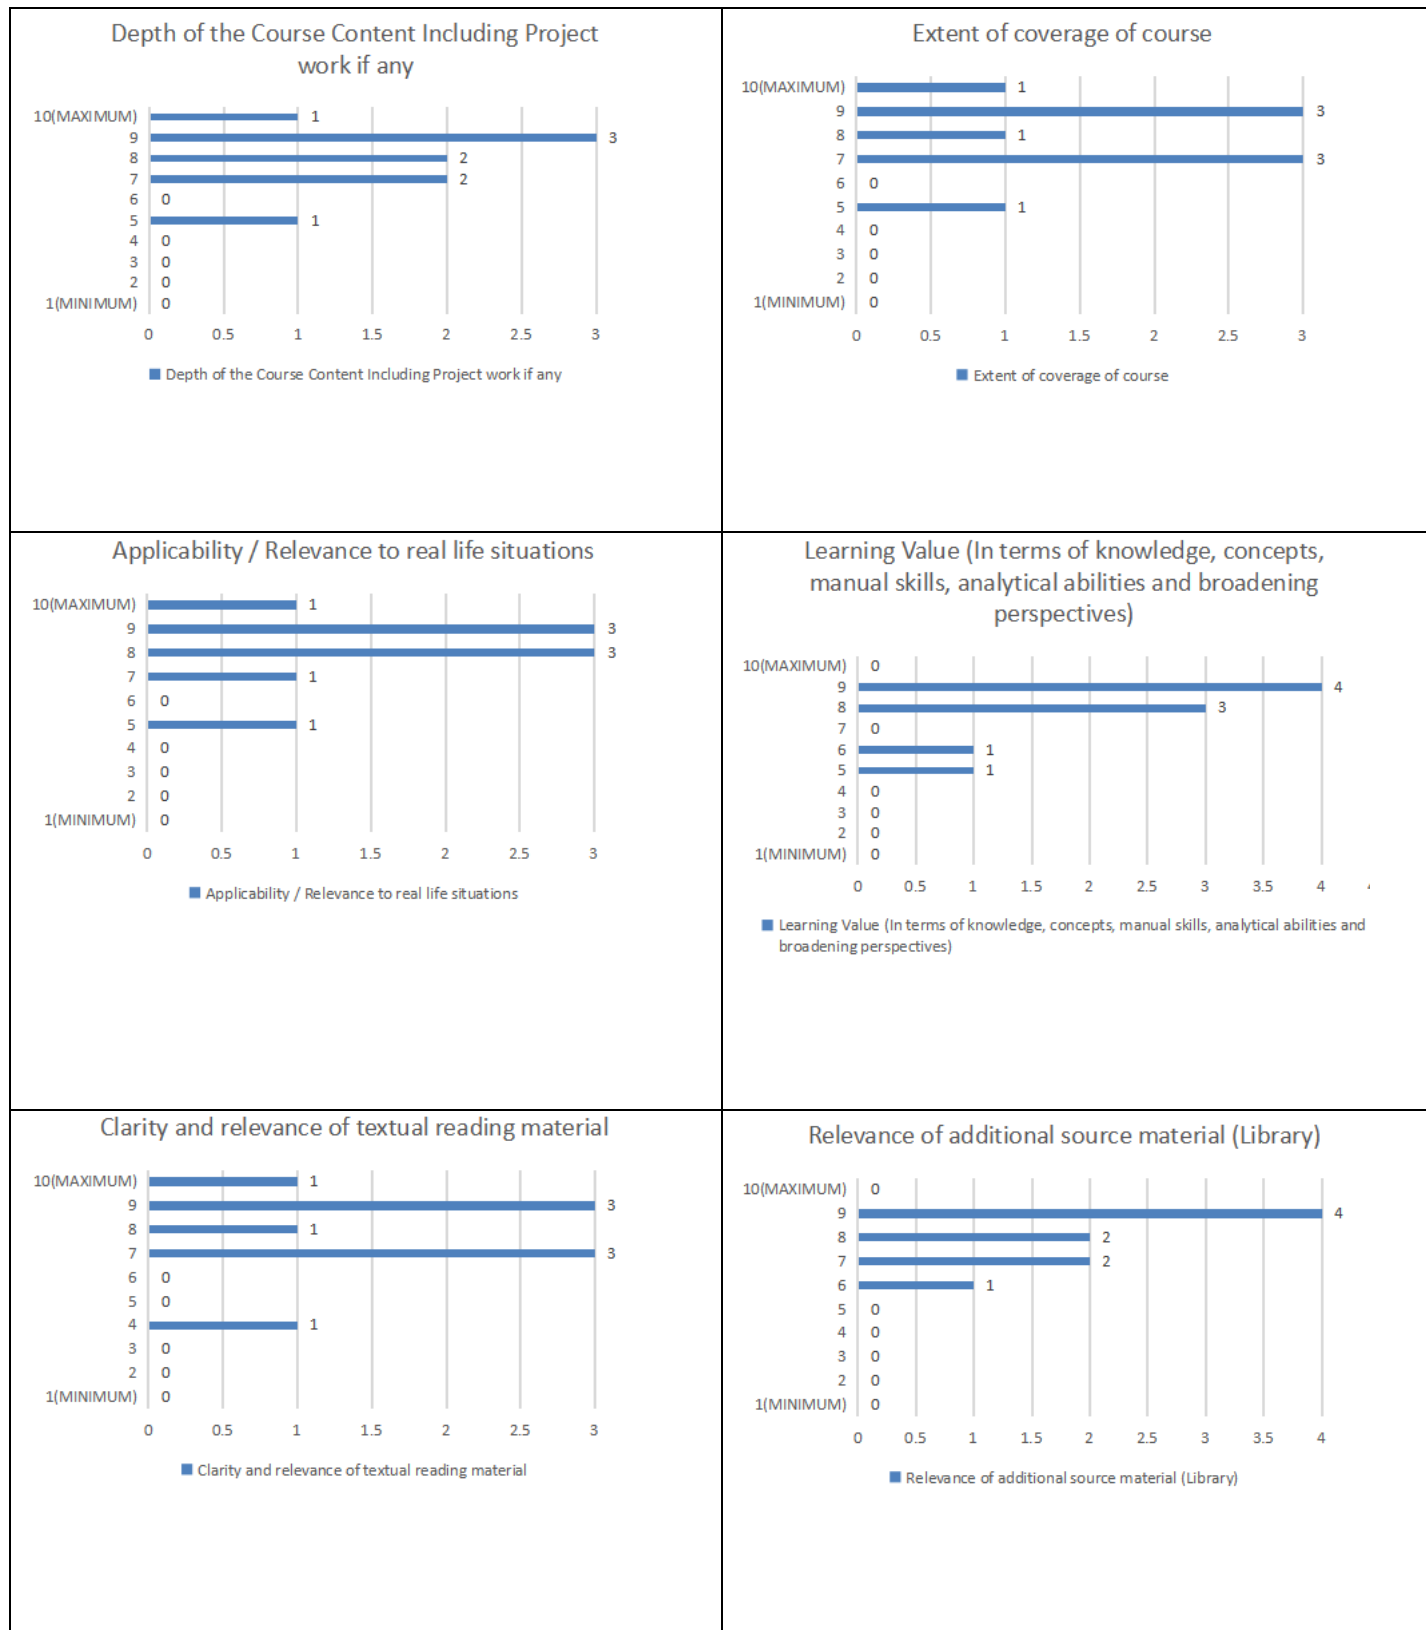 Depth of the Course Content Including Project
work if any
10(MAXIMUM) 1
9 3
8 2
7 2
6 0
5 1
4 0
3 0
2 0
1(MINIMUM) 0
0 0.5 1 1.5 2 2.5 3
Depth of the Course Content Including Project work if any
Extent of coverage of course
10(MAXIMUM) 1
9 3
8 1
7 3
6 0
5 1
4 0
3 0
2 0
1(MINIMUM) 0
0 0.5 1 1.5 2 2.5 3
Extent of coverage of course
Applicability / Relevance to real life situations
10(MAXIMUM) 1
9 3
8 3
7 1
6 0
5 1
4 0
3 0
2 0
1(MINIMUM) 0
0 0.5 1 1.5 2 2.5 3
Applicability / Relevance to real life situations
Learning Value (In terms of knowledge, concepts,
manual skills, analytical abilities and broadening
perspectives)
10(MAXIMUM) 0
9 4
8 3
7 0
6 1
5 1
4 0
3 0
2 0
1(MINIMUM) 0
0 0.5 1 1.5 2 2.5 3 3.5 4
Learning Value (In terms of knowledge, concepts, manual skills, analytical abilities and
broadening perspectives)
Clarity and relevance of textual reading material
10(MAXIMUM) 1
9 3
8 1
7 3
6 0
5 0
4 1
3 0
2 0
1(MINIMUM) 0
0 0.5 1 1.5 2 2.5 3
Clarity and relevance of textual reading material
Relevance of additional source material (Library)
10(MAXIMUM) 0
9 4
8 2
7 2
6 1
5 0
4 0
3 0
2 0
1(MINIMUM) 0
0 0.5 1 1.5 2 2.5 3 3.5 4
Relevance of additional source material (Library)